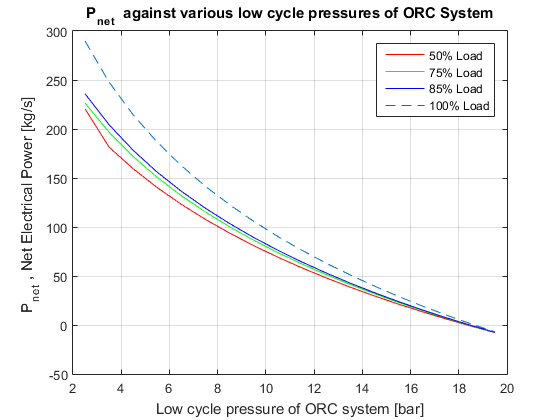 P_net against various low cycle pressures of ORC System
P_net , Net Electrical Power [kg/s]
300
250
200
150
100
50
0
-50
50% Load
75% Load
85% Load
100% Load
2 4 6 8 10 12 14 16 18 20
Low cycle pressure of ORC system [bar]